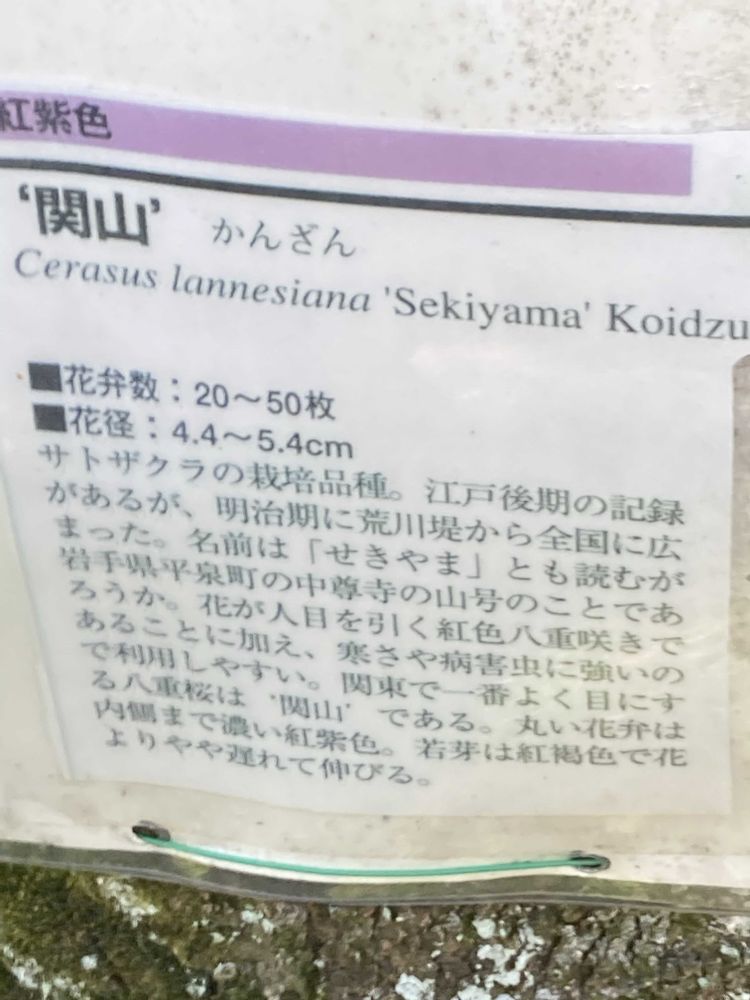 紅紫色
‘関山’ かんざん
Cerasus lannesiana 'Sekiyama' Koidzu
■花弁数：20～50枚
■花径：4.4～5.4cm
サトザクラの栽培品種。江戸後期の記録
があるが、明治期に荒川堤から全国に広
まった。名前は「せきやま」とも読むが
岩手県平泉町の中尊寺の山号のことであ
ろうか。花が人目を引く紅色八重咲きで
あることに加え、寒さや病害虫に強いの
で利用しやすい。関東で一番よく目にす
る八重桜は‘関山’である。丸い花弁は
内側まで濃い紅紫色。若芽は紅褐色で花
よりやや遅れて伸びる。